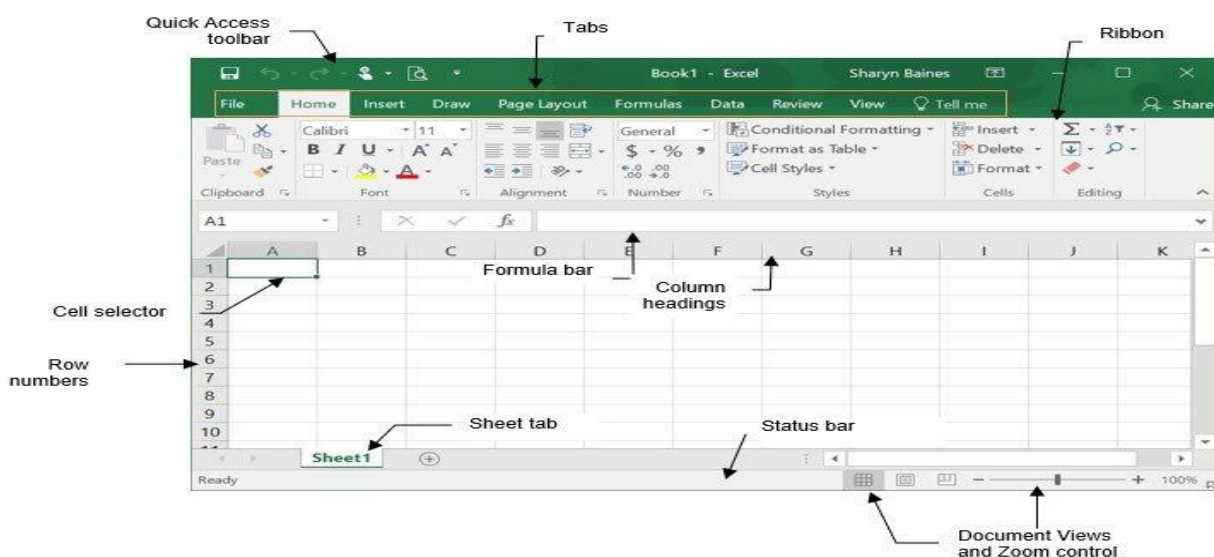 Quick Access
toolbar
Tabs
Ribbon
Book1 - Excel
Sharyn Baines
File Home Insert Draw Page Layout Formulas Data Review View Tell me
Share
Calibri 11 General Conditional Formatting Insert Σ
Paste B I U A A $ % , Format as Table Delete
Cell Styles Format
Clipboard Font Alignment Number Styles Cells Editing
A1 fx
A B C D E F G H I J K
1
Formula bar
2
Column
headings
3
Cell selector
4
5
Row
numbers
6
7
8
9
10
Sheet tab
Status bar
Sheet1
Ready
100%
Document Views
and Zoom control